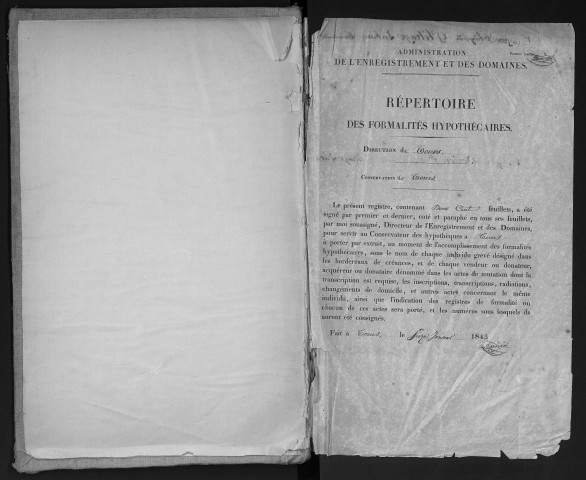 ADMINISTRATION
DE L'ENREGISTREMENT ET DES DOMAINES.
RÉPERTOIRE
DES FORMALITÉS HYPOTHÉCAIRES.
DIRECTION de
CONSERVATION de
Le présent registre, contenant Deux Cent feuillets, a été
signé par premier et dernier, coté et paraphé en tous ses feuillets,
par moi soussigné, Directeur de l'Enregistrement et des Domaines,
pour servir au Conservateur des hypothèques à
à porter par extrait, au moment de l'accomplissement des formalités
hypothécaires, sous le nom de chaque individu grevé désigné dans
les bordereaux de créances, et de chaque vendeur ou donateur,
acquéreur ou donataire dénommé dans les actes de mutation dont la
transcription est requise, les inscriptions, transcriptions, radiations,
changements de domicile, et autres actes concernant le même
individu, ainsi que l'indication des registres de formalité où
chacun de ces actes sera porté, et les numéros sous lesquels ils
auront été consignés.
Fait à le 1845